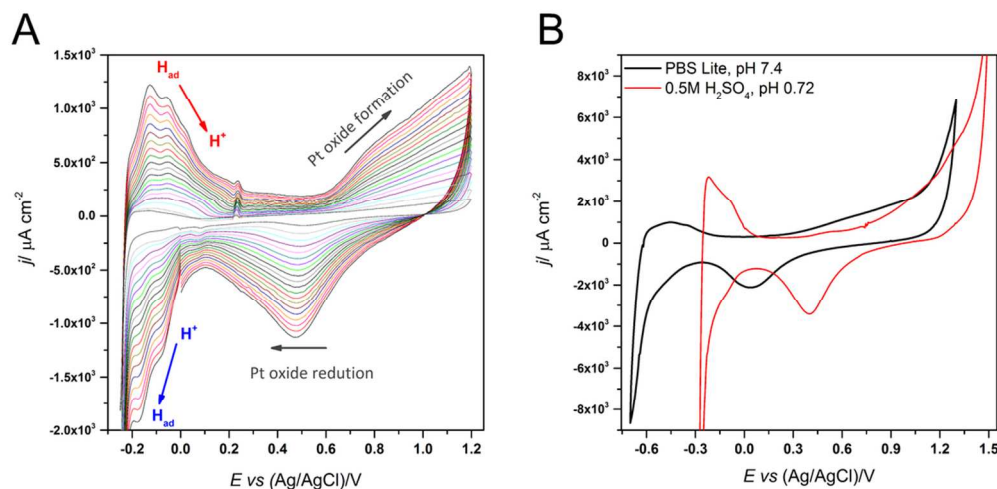 A
1.5x10³
1.0x10³
5.0x10²
0.0
-5.0x10²
-1.0x10³
-1.5x10³
-2.0x10³
j/ μA cm⁻²
H_ad
H⁺
Pt oxide formation
H⁺
H_ad
Pt oxide redution
-0.2 0.0 0.2 0.4 0.6 0.8 1.0 1.2
E vs (Ag/AgCl)/V
B
PBS Lite, pH 7.4
0.5M H₂SO₄, pH 0.72
8x10³
6x10³
4x10³
2x10³
0
-2x10³
-4x10³
-6x10³
-8x10³
j/ μA cm⁻²
-0.6 -0.3 0.0 0.3 0.6 0.9 1.2 1.5
E vs (Ag/AgCl)/V